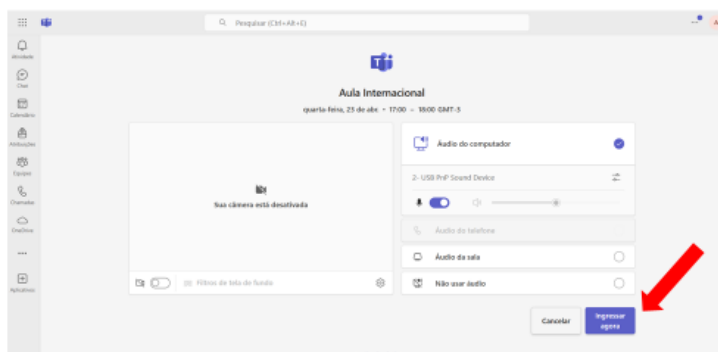 Pesquisar (Ctrl+Alt+E)
Atividade
Chat
Calendário
Atribuições
Equipes
Chamadas
OneDrive
Aplicativos
Aula Internacional
quarta-feira, 23 de abr. • 17:00 - 18:00 GMT-3
Sua câmera está desativada
Filtros de tela de fundo
Áudio do computador
2- USB PnP Sound Device
Áudio do telefone
Áudio da sala
Não usar áudio
Cancelar
Ingressar
agora